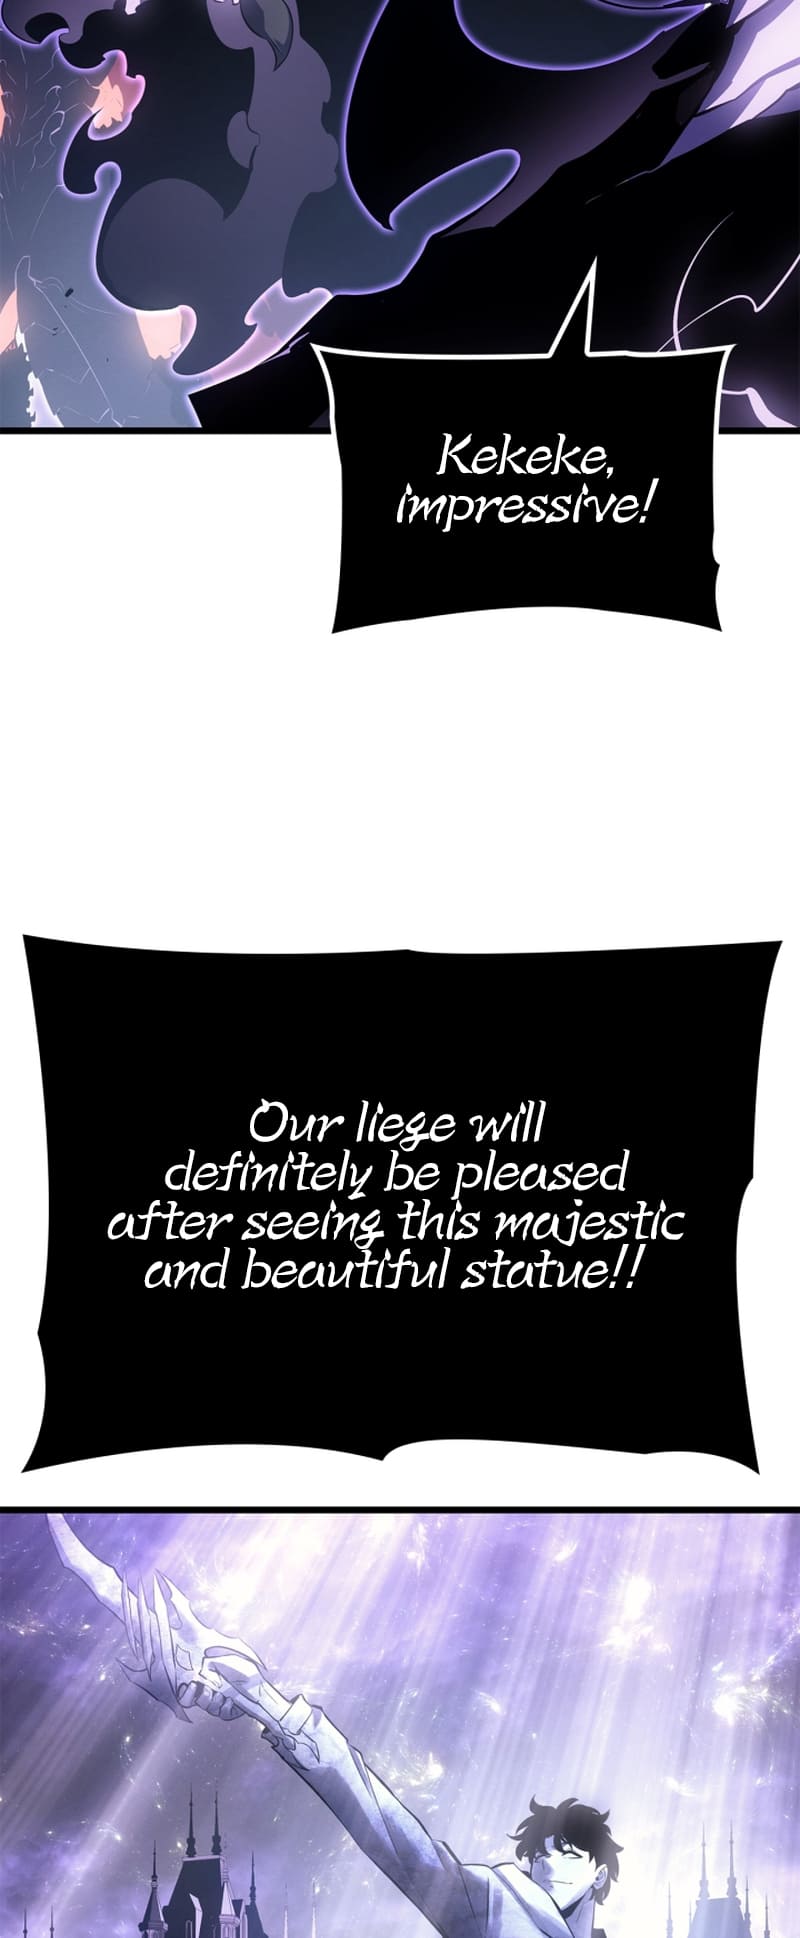 Kekeke,
impressive!
Our liege will
definitely be pleased
after seeing this majestic
and beautiful statue!!